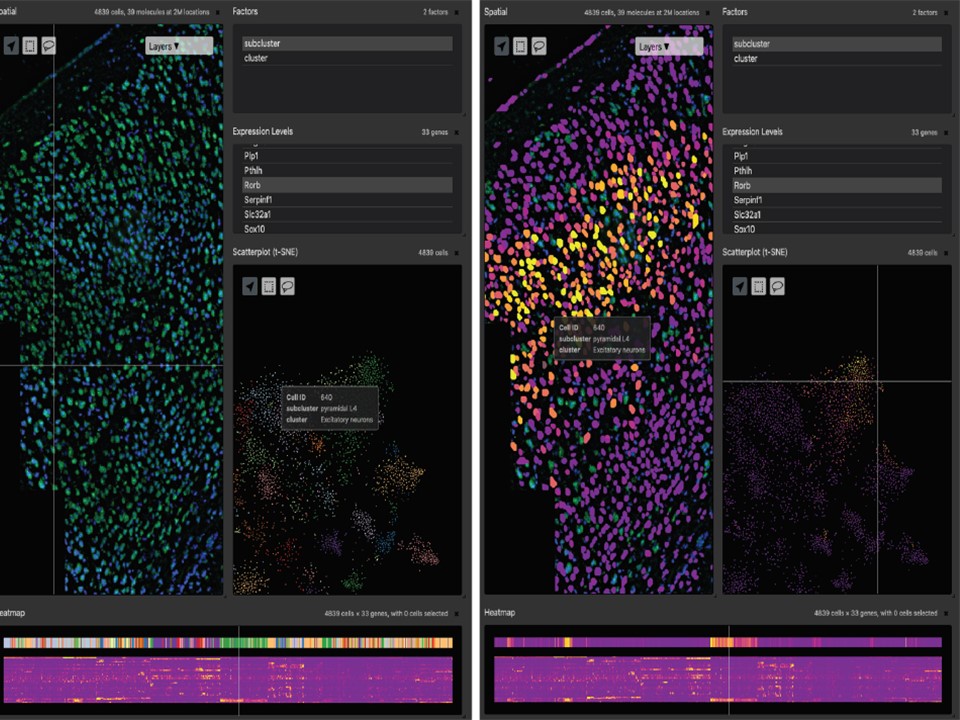 patial 4839 cells, 39 molecules at 2M locations
Layers ▼
Factors 2 factors
subcluster
cluster
Expression Levels 33 genes
Plp1
Pthlh
Rorb
Serpinf1
Slc32a1
Sox10
Scatterplot (t-SNE) 4839 cells
Cell ID 640
subcluster pyramidal L4
cluster Excitatory neurons
eatmap 4839 cells × 33 genes, with 0 cells selected
Spatial 4839 cells, 39 molecules at 2M locations
Layers ▼
Factors 2 factors
subcluster
cluster
Expression Levels 33 genes
Plp1
Pthlh
Rorb
Serpinf1
Slc32a1
Sox10
Scatterplot (t-SNE) 4839 cells
Cell ID 640
subcluster pyramidal L4
cluster Excitatory neurons
Heatmap 4839 cells × 33 genes, with 0 cells selected